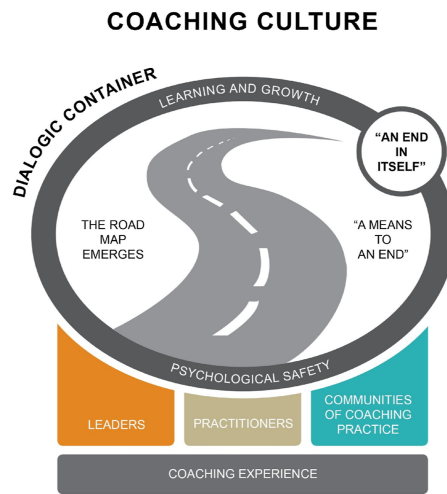 COACHING CULTURE
DIALOGIC CONTAINER
LEARNING AND GROWTH
"AN END
IN
ITSELF"
THE ROAD
MAP
EMERGES
"A MEANS
TO
AN END"
PSYCHOLOGICAL SAFETY
LEADERS
PRACTITIONERS
COMMUNITIES
OF COACHING
PRACTICE
COACHING EXPERIENCE